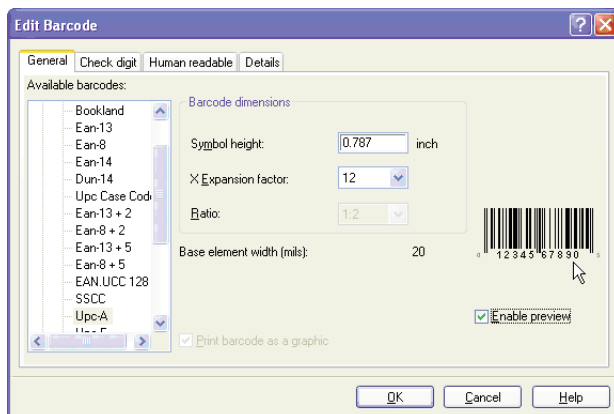 Edit Barcode
General Check digit Human readable Details
Available barcodes:
Bookland
Ean-13
Ean-8
Ean-14
Dun-14
Upc Case Code
Ean-13 + 2
Ean-8 + 2
Ean-13 + 5
Ean-8 + 5
EAN.UCC 128
SSCC
Upc-A
Barcode dimensions
Symbol height: 0.787 inch
X Expansion factor: 12
Ratio: 1:2
Base element width (mils): 20
Print barcode as a graphic
0 12345 67890 5
Enable preview
OK Cancel Help